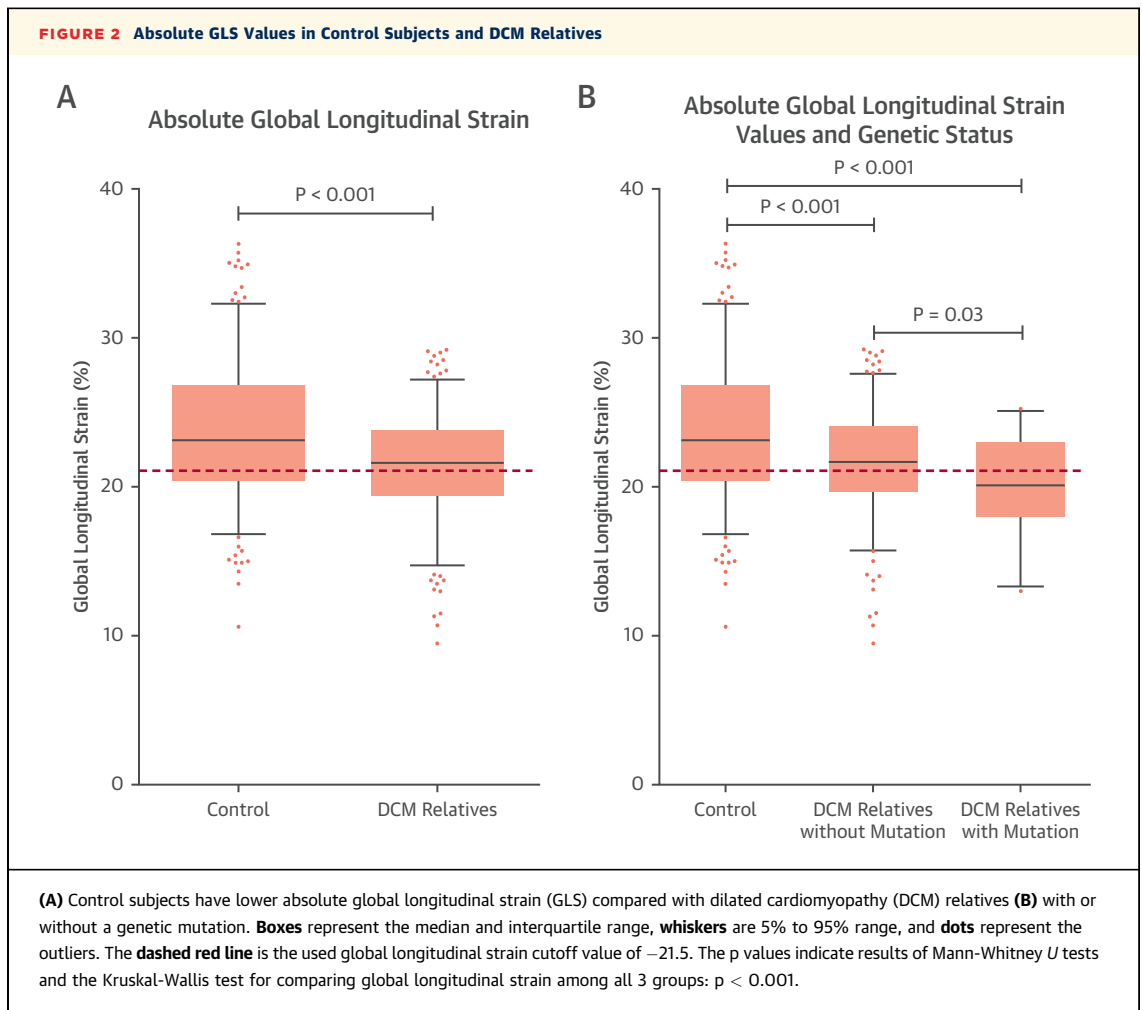 FIGURE 2 Absolute GLS Values in Control Subjects and DCM Relatives
A
Absolute Global Longitudinal Strain
Global Longitudinal Strain (%)
40
30
20
10
0
P < 0.001
Control
DCM Relatives
B
Absolute Global Longitudinal Strain
Values and Genetic Status
Global Longitudinal Strain (%)
40
30
20
10
0
P < 0.001
P < 0.001
P = 0.03
Control
DCM Relatives
without Mutation
DCM Relatives
with Mutation
(A) Control subjects have lower absolute global longitudinal strain (GLS) compared with dilated cardiomyopathy (DCM) relatives (B) with or
without a genetic mutation. Boxes represent the median and interquartile range, whiskers are 5% to 95% range, and dots represent the
outliers. The dashed red line is the used global longitudinal strain cutoff value of −21.5. The p values indicate results of Mann-Whitney U tests
and the Kruskal-Wallis test for comparing global longitudinal strain among all 3 groups: p < 0.001.